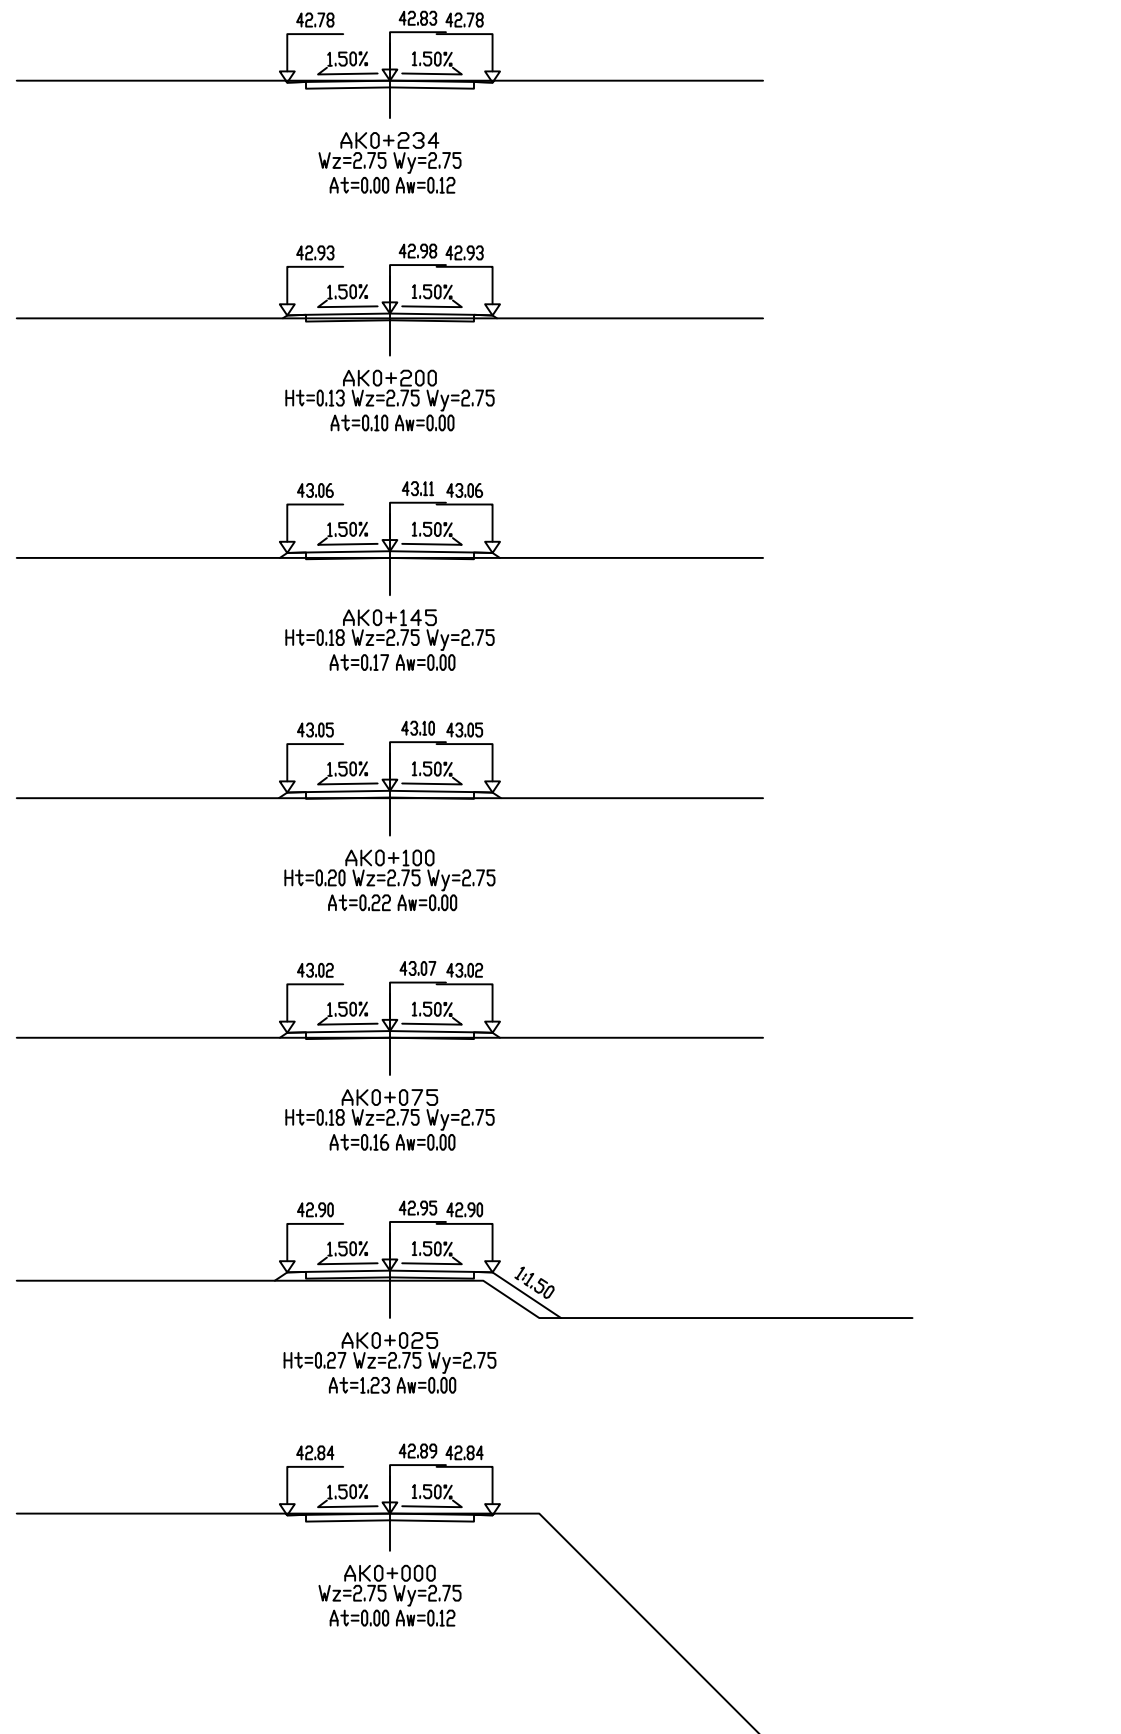 42.78 42.83 42.78
1.50% 1.50%
AK0+234
Wz=2.75 Wy=2.75
At=0.00 Aw=0.12
42.93 42.98 42.93
1.50% 1.50%
AK0+200
Ht=0.13 Wz=2.75 Wy=2.75
At=0.10 Aw=0.00
43.06 43.11 43.06
1.50% 1.50%
AK0+145
Ht=0.18 Wz=2.75 Wy=2.75
At=0.17 Aw=0.00
43.05 43.10 43.05
1.50% 1.50%
AK0+100
Ht=0.20 Wz=2.75 Wy=2.75
At=0.22 Aw=0.00
43.02 43.07 43.02
1.50% 1.50%
AK0+075
Ht=0.18 Wz=2.75 Wy=2.75
At=0.16 Aw=0.00
42.90 42.95 42.90
1.50% 1.50%
1:1.50
AK0+025
Ht=0.27 Wz=2.75 Wy=2.75
At=1.23 Aw=0.00
42.84 42.89 42.84
1.50% 1.50%
AK0+000
Wz=2.75 Wy=2.75
At=0.00 Aw=0.12